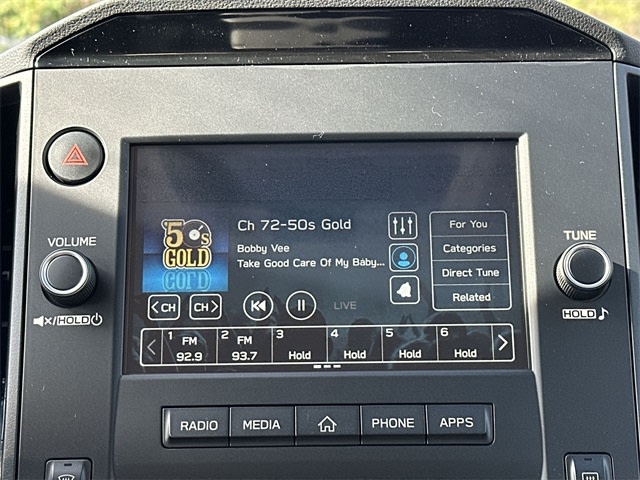 Ch 72-50s Gold
'50s
GOLD
Bobby Vee
Take Good Care Of My Baby...
For You
Categories
Direct Tune
Related
VOLUME
TUNE
HOLD
HOLD
< CH
CH >
LIVE
1 FM 92.9
2 FM 93.7
3 Hold
4 Hold
5 Hold
6 Hold
RADIO
MEDIA
PHONE
APPS